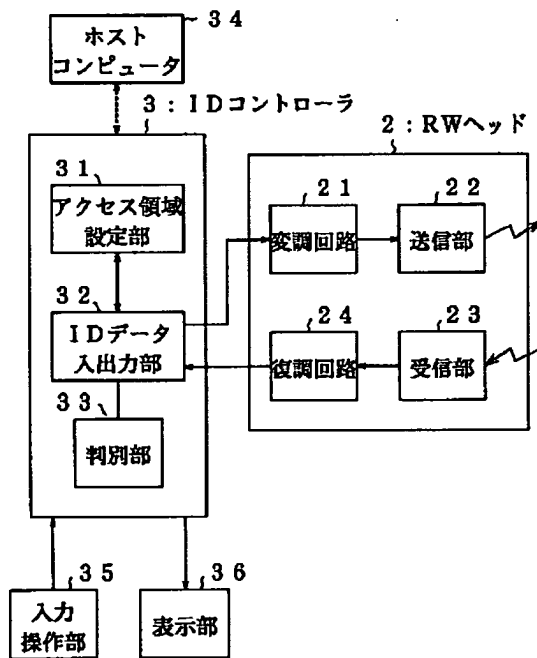 34
ホスト
コンピュータ
3:IDコントローラ
2:RWヘッド
31
アクセス領域
設定部
21
変調回路
22
送信部
32
IDデータ
入出力部
24
復調回路
23
受信部
33
判別部
35
入力
操作部
36
表示部